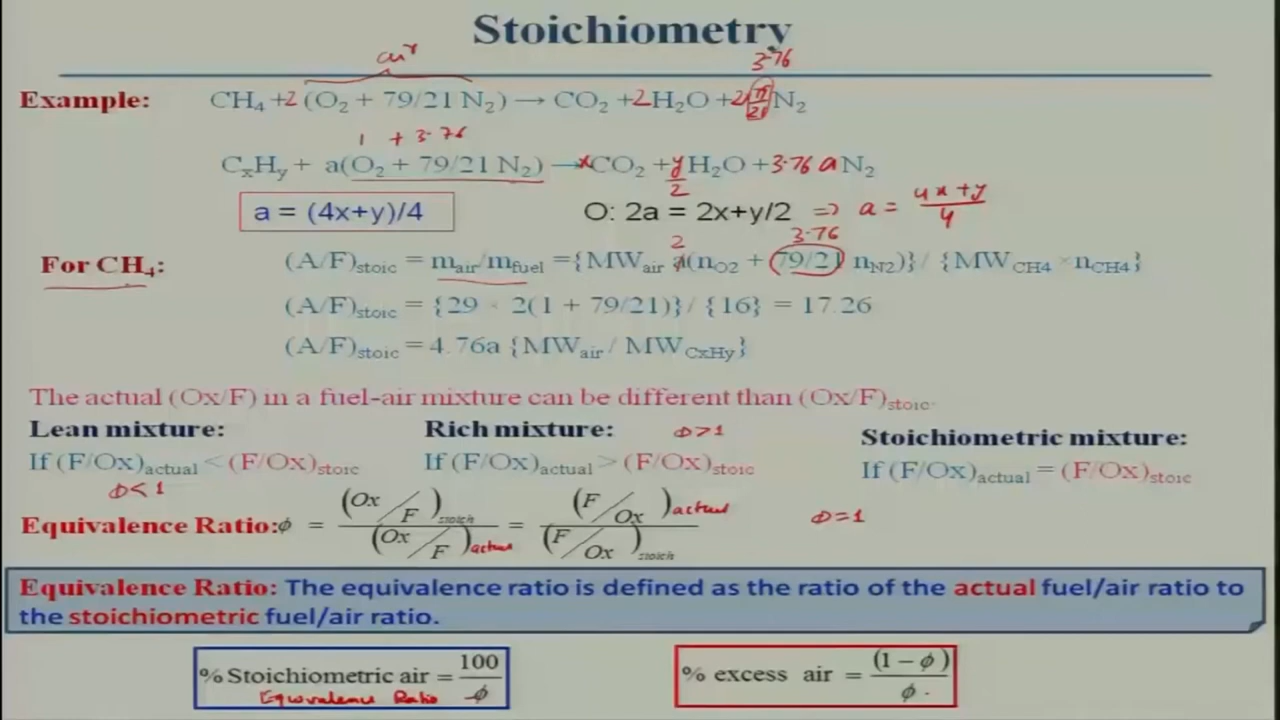 Stoichiometry
air
3.76
Example: CH₄ +2 (O₂ + 79/21 N₂) → CO₂ +2H₂O +2 79/21 N₂
1 + 3.76
CₓHᵧ + a(O₂ + 79/21 N₂) → xCO₂ + y/2 H₂O + 3.76 a N₂
a = (4x+y)/4 O: 2a = 2x+y/2 ⇒ a = (4x+y)/4
2 3.76
For CH₄: (A/F)stoic = mair/mfuel ={MWair a(nO2 + 79/21 nN2)}/ {MWCH4 nCH4}
(A/F)stoic = {29 · 2(1 + 79/21)}/ {16} = 17.26
(A/F)stoic = 4.76a {MWair / MWCxHy}
The actual (Ox/F) in a fuel-air mixture can be different than (Ox/F)stoic.
Lean mixture: Rich mixture: Φ>1 Stoichiometric mixture:
If (F/Ox)actual < (F/Ox)stoic If (F/Ox)actual > (F/Ox)stoic If (F/Ox)actual = (F/Ox)stoic
Φ<1
Equivalence Ratio:ϕ = (Ox/F)stoich / (Ox/F)actual = (F/Ox)actual / (F/Ox)stoich Φ=1
Equivalence Ratio: The equivalence ratio is defined as the ratio of the actual fuel/air ratio to
the stoichiometric fuel/air ratio.
% Stoichiometric air = 100/ϕ % excess air = (1 − ϕ)/ϕ .
Equivalence Ratio